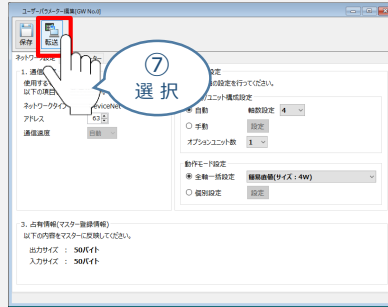 ユーザーパラメーター編集[GW No.0]
保存 転送
⑦
選択
ネットワーク設定
1. 通信
使用する
以下の項目
ネットワークタイプ DeviceNet
アドレス 63
通信速度 自動
設定
の設定を行ってください。
ユニット構成設定
自動 軸数設定 4
手動 設定
オプションユニット数 1
動作モード設定
全軸一括設定 簡易直値(サイズ:4W)
個別設定 設定
3. 占有情報(マスター登録情報)
以下の内容をマスターに反映してください。
出力サイズ : 50バイト
入力サイズ : 50バイト